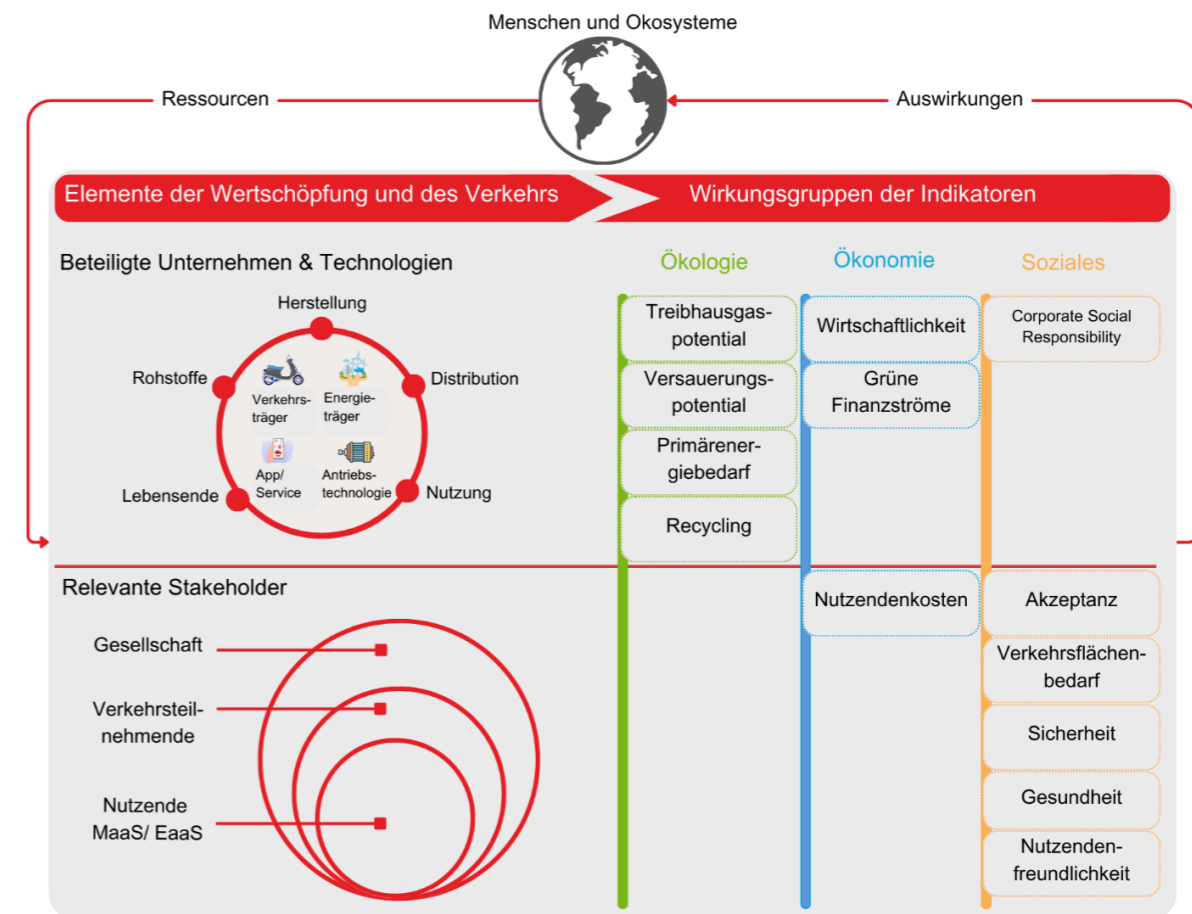 Menschen und Okosysteme
Ressourcen
Auswirkungen
Elemente der Wertschöpfung und des Verkehrs
Wirkungsgruppen der Indikatoren
Beteiligte Unternehmen & Technologien
Herstellung
Rohstoffe
Distribution
Verkehrs-
träger
Energie-
träger
App/
Service
Antriebs-
technologie
Lebensende
Nutzung
Ökologie
Treibhausgas-
potential
Versauerungs-
potential
Primärener-
giebedarf
Recycling
Ökonomie
Wirtschaftlichkeit
Grüne
Finanzströme
Soziales
Corporate Social
Responsibility
Relevante Stakeholder
Gesellschaft
Verkehrsteil-
nehmende
Nutzende
MaaS/ EaaS
Nutzendenkosten
Akzeptanz
Verkehrsflächen-
bedarf
Sicherheit
Gesundheit
Nutzenden-
freundlichkeit